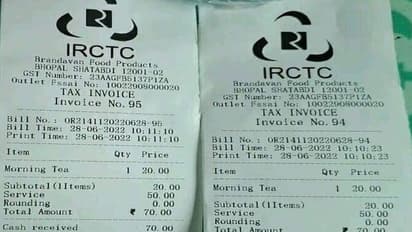 IRCTC
Brandavan Food Products
BHOPAL SHATABDI 12001-02
GST Number: 23AAGFB5137P1ZA
Outlet Fssai No: 10022908000020
TAX INVOICE
Invoice No.95
Bill No.: OR21411202206​28-95
Bill Time: 28-06-2022 10:11:10
Print Time: 28-06-2022 10:11:10
Item Qty Price
Morning Tea 1 20.00
Subtotal(1Items) 20.00
Service 50.00
Rounding 0.00
Total Amount ₹ 70.00
Cash received 70.00
IRCTC
Brandavan Food Products
BHOPAL SHATABDI 12001-02
GST Number: 23AAGFB5137P1ZA
Outlet Fssai No: 10022908000020
TAX INVOICE
Invoice No.94
Bill No.: OR2141120220628-94
Bill Time: 28-06-2022 10:10:23
Print Time: 28-06-2022 10:10:23
Item Qty Price
Morning Tea 1 20.00
Subtotal(1Items) 20.00
Service 50.00
Rounding 0.00
Total Amount ₹ 70.00